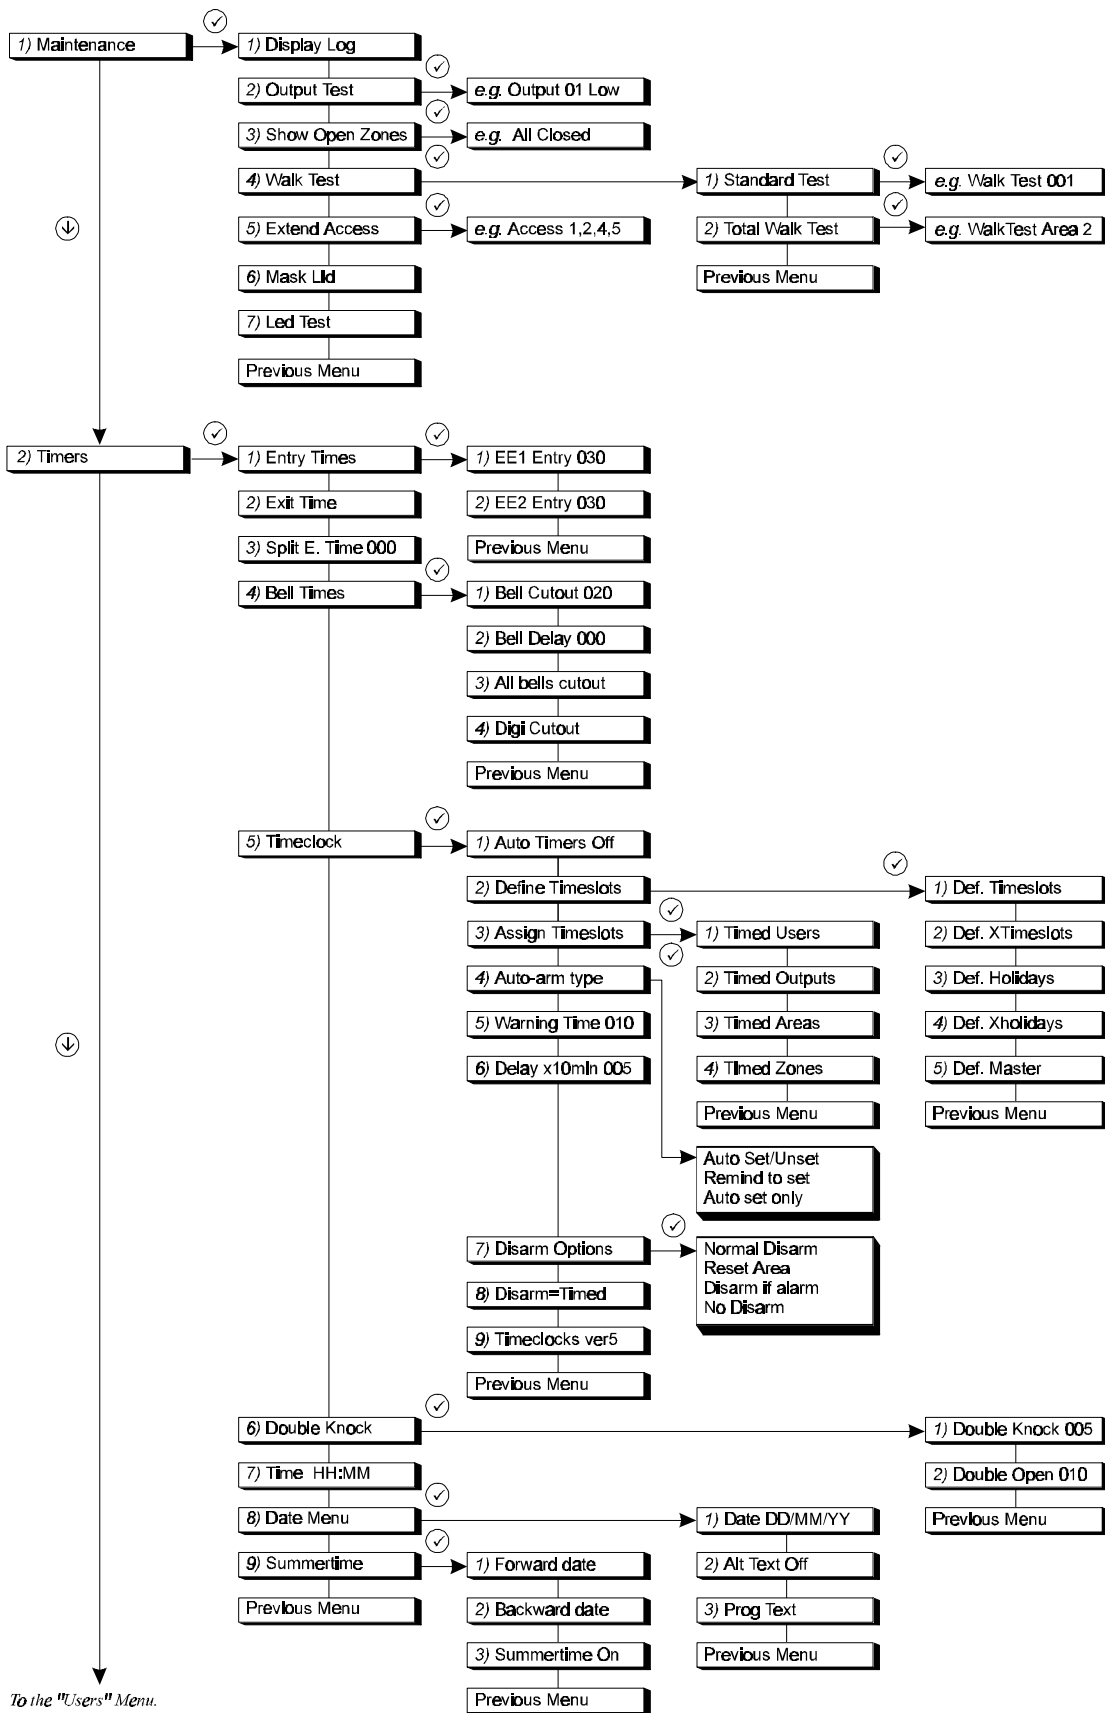 1) Maintenance
1) Display Log
2) Output Test
e.g. Output 01 Low
3) Show Open Zones
e.g. All Closed
4) Walk Test
1) Standard Test
e.g. Walk Test 001
5) Extend Access
e.g. Access 1,2,4,5
2) Total Walk Test
e.g. WalkTest Area 2
6) Mask Lid
Previous Menu
7) Led Test
Previous Menu
2) Timers
1) Entry Times
1) EE1 Entry 030
2) Exit Time
2) EE2 Entry 030
3) Split E. Time 000
Previous Menu
4) Bell Times
1) Bell Cutout 020
2) Bell Delay 000
3) All bells cutout
4) Digi Cutout
Previous Menu
5) Timeclock
1) Auto Timers Off
2) Define Timeslots
1) Def. Timeslots
3) Assign Timeslots
1) Timed Users
2) Def. XTimeslots
4) Auto-arm type
2) Timed Outputs
3) Def. Holidays
5) Warning Time 010
3) Timed Areas
4) Def. Xholidays
6) Delay x10min 005
4) Timed Zones
5) Def. Master
Previous Menu
Previous Menu
Auto Set/Unset
Remind to set
Auto set only
7) Disarm Options
Normal Disarm
Reset Area
Disarm if alarm
No Disarm
8) Disarm=Timed
9) Timeclocks ver5
Previous Menu
6) Double Knock
1) Double Knock 005
7) Time HH:MM
2) Double Open 010
8) Date Menu
1) Date DD/MM/YY
Previous Menu
9) Summertime
1) Forward date
2) Alt Text Off
Previous Menu
2) Backward date
3) Prog Text
3) Summertime On
Previous Menu
Previous Menu
To the "Users" Menu.